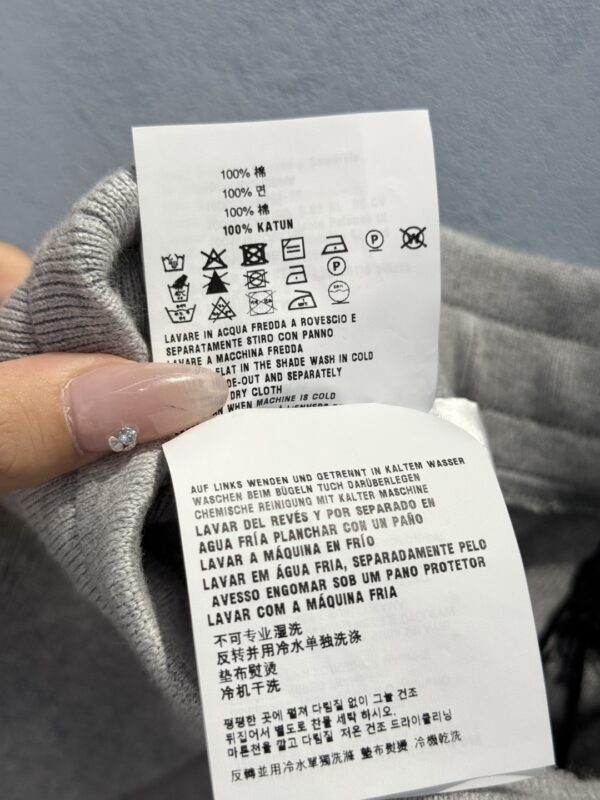 100% 棉
100% 면
100% 棉
100% KATUN
P W
P
LAVARE IN ACQUA FREDDA A ROVESCIO E
SEPARATAMENTE STIRO CON PANNO
LAVARE A MACCHINA FREDDA
FLAT IN THE SHADE WASH IN COLD
DE-OUT AND SEPARATELY
DRY CLOTH
AN WHEN MACHINE IS COLD
AUF LINKS WENDEN UND GETRENNT IN KALTEM WASSER
WASCHEN BEIM BÜGELN TUCH DARÜBERLEGEN
CHEMISCHE REINIGUNG MIT KALTER MASCHINE
LAVAR DEL REVÉS Y POR SEPARADO EN
AGUA FRÍA PLANCHAR CON UN PAÑO
LAVAR A MÁQUINA EN FRÍO
LAVAR EM ÁGUA FRIA, SEPARADAMENTE PELO
AVESSO ENGOMAR SOB UM PANO PROTETOR
LAVAR COM A MÁQUINA FRIA
不可专业湿洗
反转并用冷水单独洗涤
垫布熨烫
冷机干洗
평평한 곳에 펼쳐 다림질 없이 그늘 건조
뒤집어서 별도로 찬물 세탁 하시오.
마른천을 깔고 다림질 저온 건조 드라이클리닝
反轉並用冷水單獨洗滌 墊布熨燙 冷機乾洗